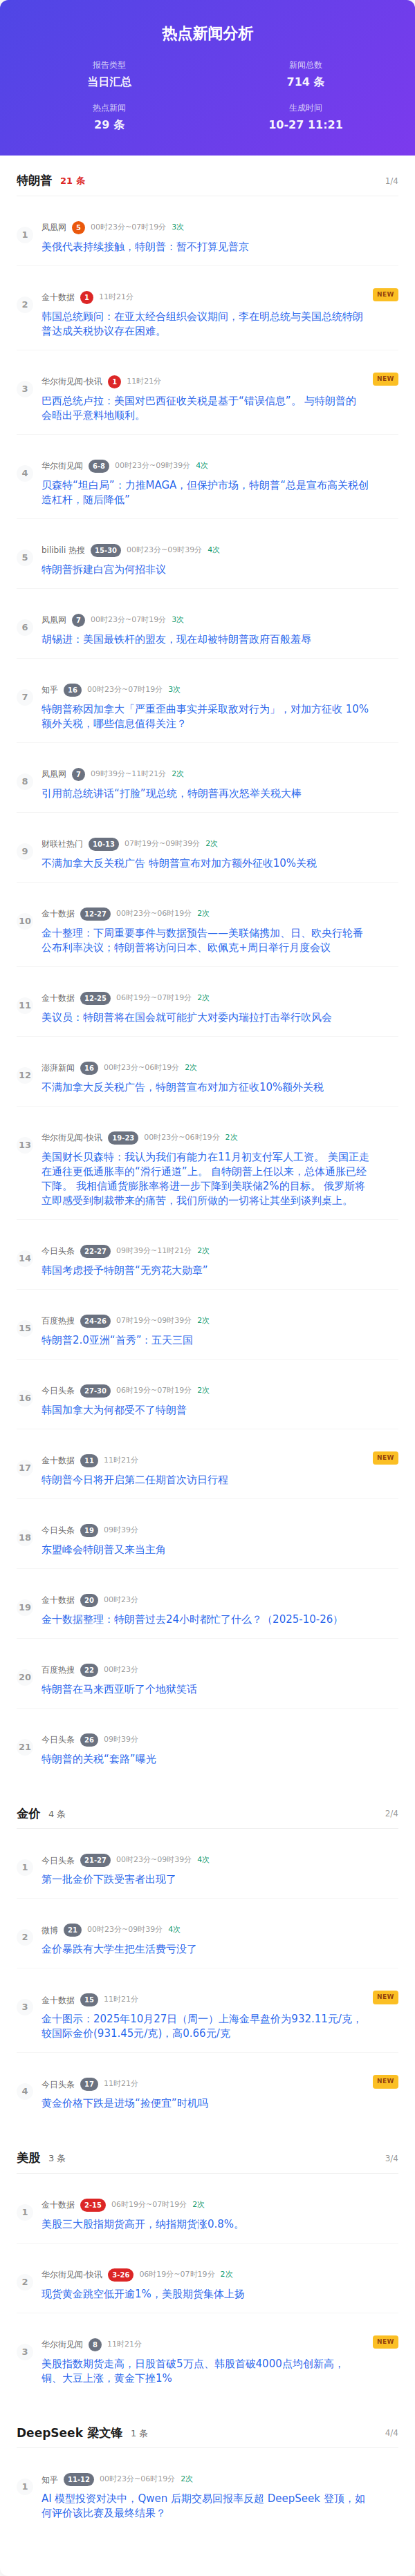 热点新闻分析
报告类型
新闻总数
当日汇总
714 条
热点新闻
生成时间
29 条
10-27 11:21
特朗普 21 条 1/4
1
凤凰网 5 00时23分~07时19分 3次
美俄代表持续接触，特朗普：暂不打算见普京
2
金十数据 1 11时21分 NEW
韩国总统顾问：在亚太经合组织会议期间，李在明总统与美国总统特朗
普达成关税协议存在困难。
3
华尔街见闻-快讯 1 11时21分 NEW
巴西总统卢拉：美国对巴西征收关税是基于“错误信息”。 与特朗普的
会晤出乎意料地顺利。
4
华尔街见闻 6-8 00时23分~09时39分 4次
贝森特“坦白局”：力推MAGA，但保护市场，特朗普“总是宣布高关税创
造杠杆，随后降低”
5
bilibili 热搜 15-30 00时23分~09时39分 4次
特朗普拆建白宫为何招非议
6
凤凰网 7 00时23分~07时19分 3次
胡锡进：美国最铁杆的盟友，现在却被特朗普政府百般羞辱
7
知乎 16 00时23分~07时19分 3次
特朗普称因加拿大「严重歪曲事实并采取敌对行为」，对加方征收 10%
额外关税，哪些信息值得关注？
8
凤凰网 7 09时39分~11时21分 2次
引用前总统讲话“打脸”现总统，特朗普再次怒举关税大棒
9
财联社热门 10-13 07时19分~09时39分 2次
不满加拿大反关税广告 特朗普宣布对加方额外征收10%关税
10
金十数据 12-27 00时23分~06时19分 2次
金十整理：下周重要事件与数据预告——美联储携加、日、欧央行轮番
公布利率决议；特朗普将访问日本、欧佩克+周日举行月度会议
11
金十数据 12-25 06时19分~07时19分 2次
美议员：特朗普将在国会就可能扩大对委内瑞拉打击举行吹风会
12
澎湃新闻 16 00时23分~06时19分 2次
不满加拿大反关税广告，特朗普宣布对加方征收10%额外关税
13
华尔街见闻-快讯 19-23 00时23分~06时19分 2次
美国财长贝森特：我认为我们有能力在11月初支付军人工资。 美国正走
在通往更低通胀率的“滑行通道”上。 自特朗普上任以来，总体通胀已经
下降。 我相信通货膨胀率将进一步下降到美联储2%的目标。 俄罗斯将
立即感受到制裁带来的痛苦，我们所做的一切将让其坐到谈判桌上。
14
今日头条 22-27 09时39分~11时21分 2次
韩国考虑授予特朗普“无穷花大勋章”
15
百度热搜 24-26 07时19分~09时39分 2次
特朗普2.0亚洲“首秀”：五天三国
16
今日头条 27-30 06时19分~07时19分 2次
韩国加拿大为何都受不了特朗普
17
金十数据 11 11时21分 NEW
特朗普今日将开启第二任期首次访日行程
18
今日头条 19 09时39分
东盟峰会特朗普又来当主角
19
金十数据 20 00时23分
金十数据整理：特朗普过去24小时都忙了什么？（2025-10-26）
20
百度热搜 22 00时23分
特朗普在马来西亚听了个地狱笑话
21
今日头条 26 09时39分
特朗普的关税“套路”曝光
金价 4 条 2/4
1
今日头条 21-27 00时23分~09时39分 4次
第一批金价下跌受害者出现了
2
微博 21 00时23分~09时39分 4次
金价暴跌有大学生把生活费亏没了
3
金十数据 15 11时21分 NEW
金十图示：2025年10月27日（周一）上海金早盘价为932.11元/克，
较国际金价(931.45元/克)，高0.66元/克
4
今日头条 17 11时21分 NEW
黄金价格下跌是进场“捡便宜”时机吗
美股 3 条 3/4
1
金十数据 2-15 06时19分~07时19分 2次
美股三大股指期货高开，纳指期货涨0.8%。
2
华尔街见闻-快讯 3-26 06时19分~07时19分 2次
现货黄金跳空低开逾1%，美股期货集体上扬
3
华尔街见闻 8 11时21分 NEW
美股指数期货走高，日股首破5万点、韩股首破4000点均创新高，
铜、大豆上涨，黄金下挫1%
DeepSeek 梁文锋 1 条 4/4
1
知乎 11-12 00时23分~06时19分 2次
AI 模型投资对决中，Qwen 后期交易回报率反超 DeepSeek 登顶，如
何评价该比赛及最终结果？